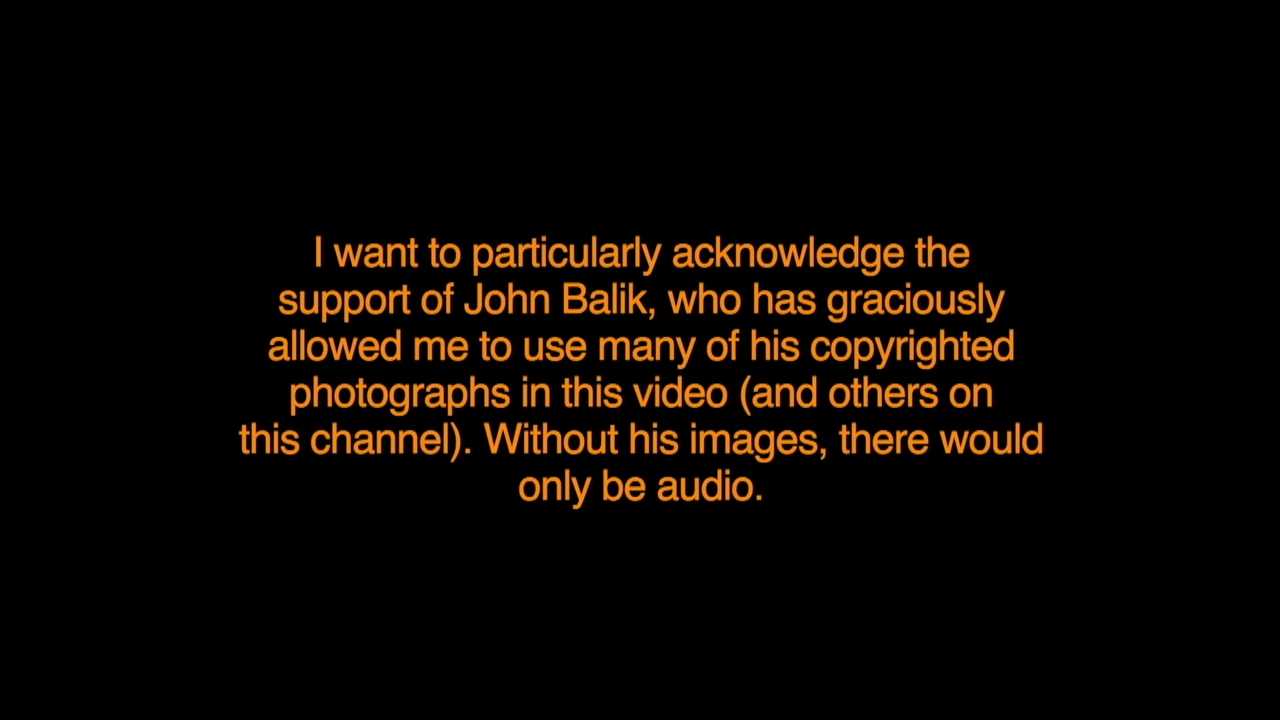 I want to particularly acknowledge the
support of John Balik, who has graciously
allowed me to use many of his copyrighted
photographs in this video (and others on
this channel). Without his images, there would
only be audio.